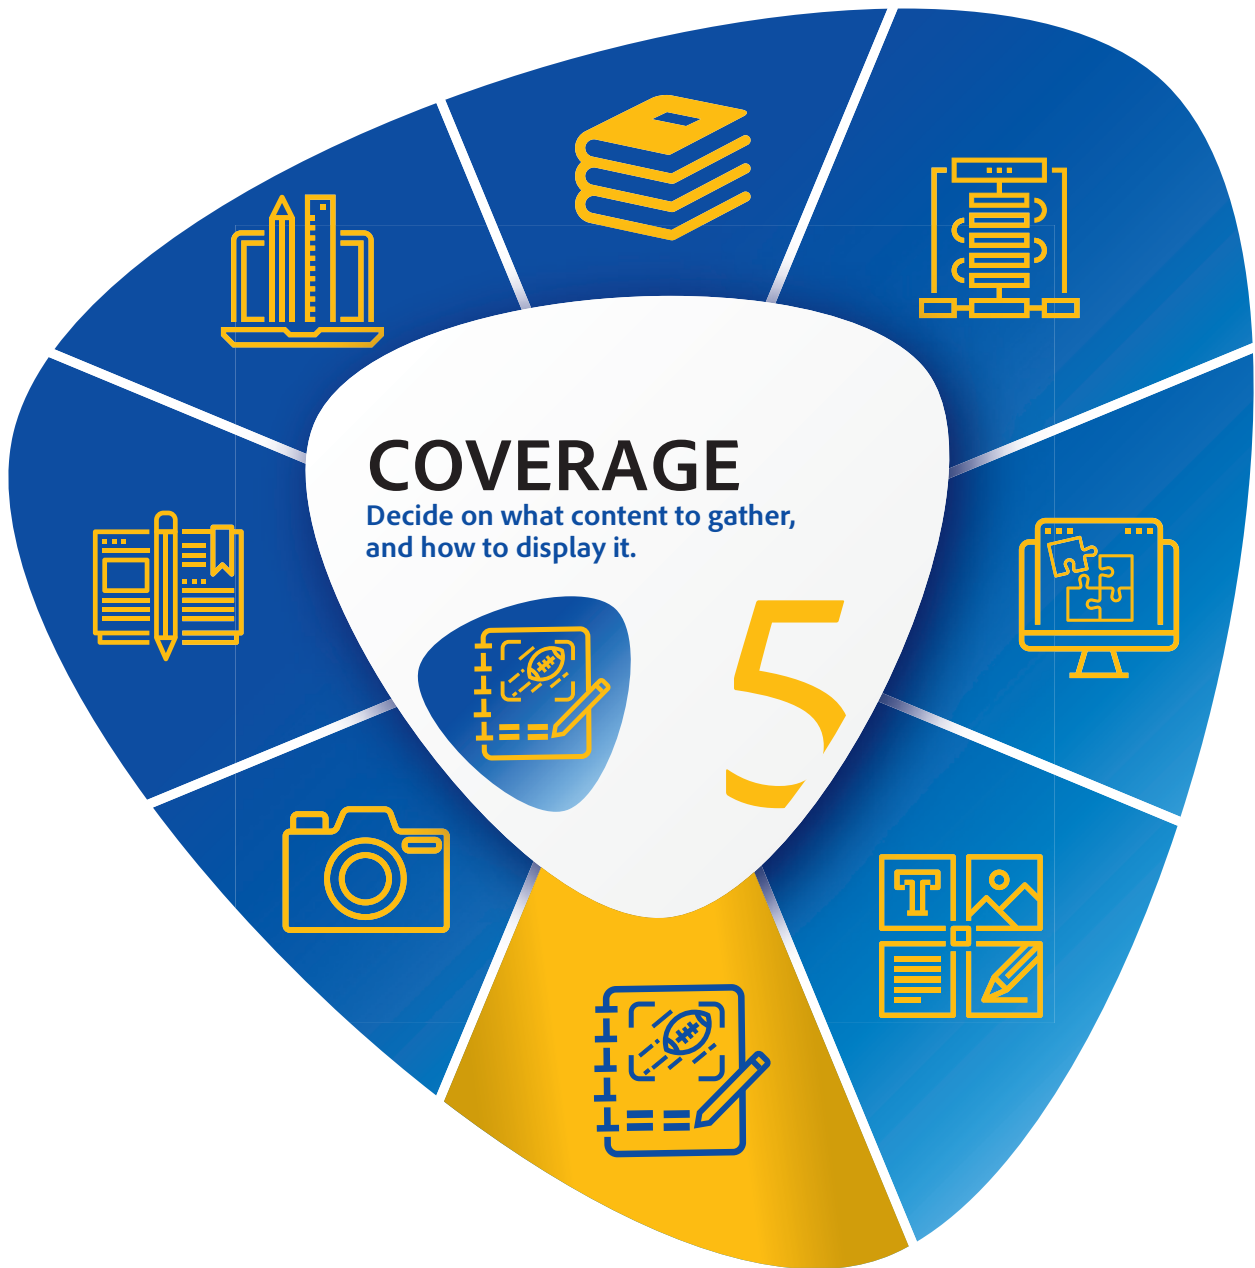 COVERAGE
Decide on what content to gather,
and how to display it.
5
T